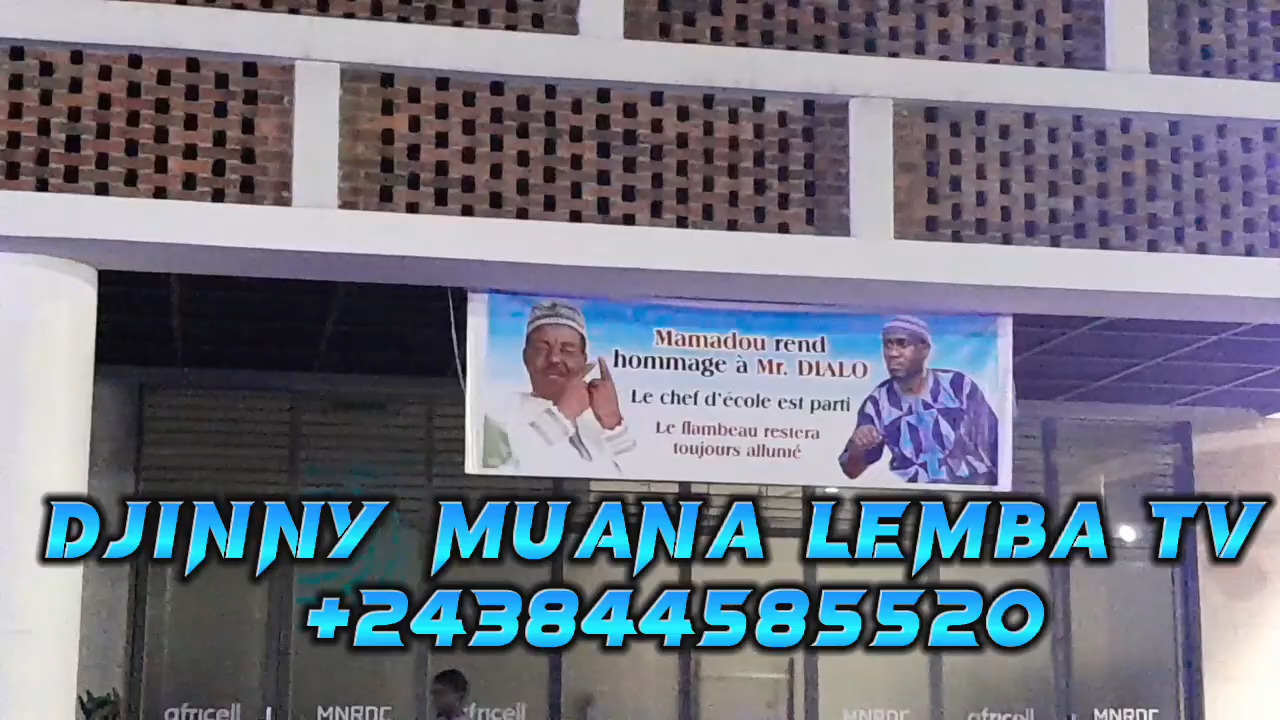 Mamadou rend
hommage à Mr. DIALO
Le chef d'école est parti
Le flambeau restera
toujours allumé
DJINNY MUANA LEMBA TV
+243844585520
africell MNRDC africell MNRDC africell MNRDC